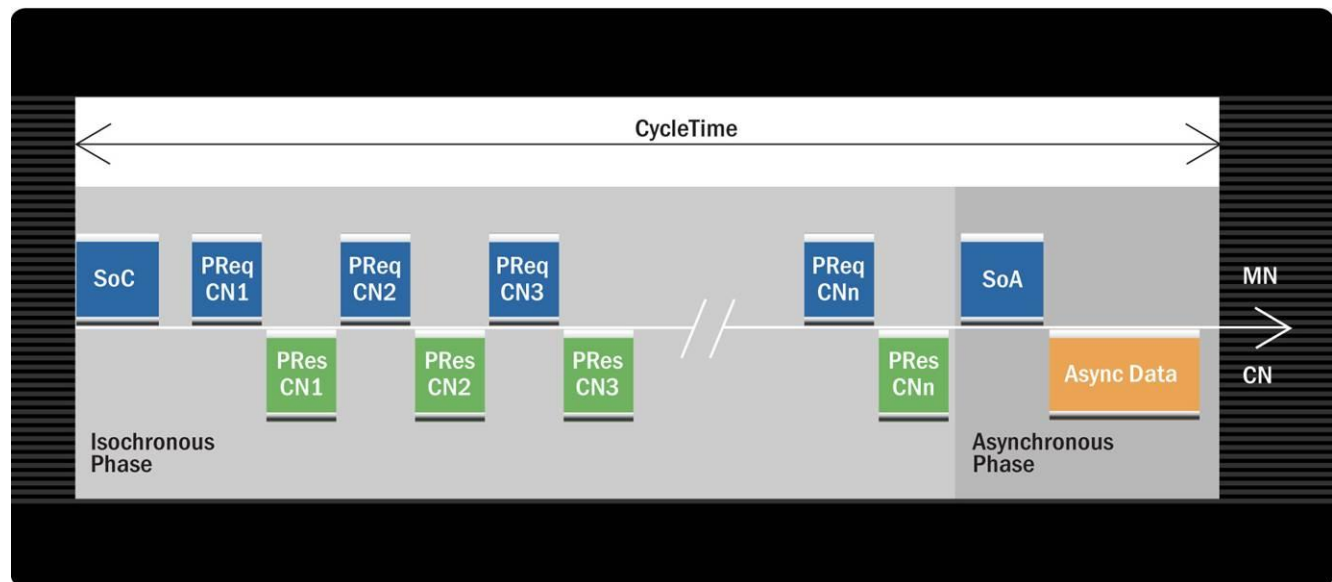 CycleTime
SoC
PReq
CN1
PReq
CN2
PReq
CN3
PReq
CNn
SoA
MN
PRes
CN1
PRes
CN2
PRes
CN3
PRes
CNn
Async Data
CN
Isochronous
Phase
Asynchronous
Phase